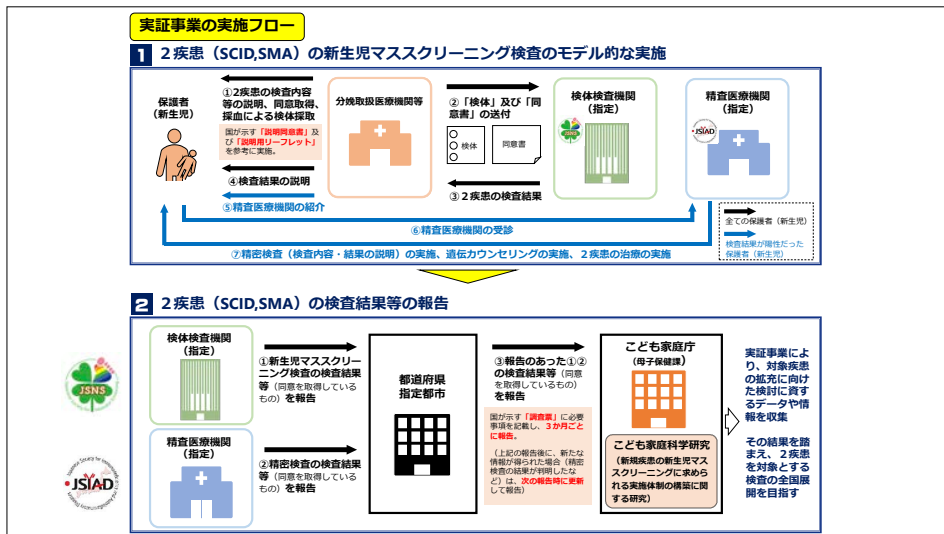 実証事業の実施フロー
1 2疾患（SCID,SMA）の新生児マススクリーニング検査のモデル的な実施
保護者
（新生児）
①2疾患の検査内容
等の説明、同意取得、
採血による検体採取
国が示す「説明同意書」及
び「説明用リーフレット」
を参考に実施。
④検査結果の説明
⑤精査医療機関の紹介
分娩取扱医療機関等
②「検体」及び「同
意書」の送付
検体
同意書
③２疾患の検査結果
検体検査機関
（指定）
JSNS
精査医療機関
（指定）
JSIAD
⑥精査医療機関の受診
⑦精密検査（検査内容・結果の説明）の実施、遺伝カウンセリングの実施、２疾患の治療の実施
全ての保護者（新生児）
検査結果が陽性だった
保護者（新生児）
2 ２疾患（SCID,SMA）の検査結果等の報告
JSNS
JSIAD
検体検査機関
（指定）
精査医療機関
（指定）
①新生児マススクリー
ニング検査の検査結果
等（同意を取得している
もの）を報告
②精密検査の検査結果
等（同意を取得している
もの）を報告
都道府県
指定都市
③報告のあった①②
の検査結果等（同意
を取得しているもの）
を報告
国が示す「調査票」に必要
事項を記載し、３か月ごと
に報告。
（上記の報告後に、新たな
情報が得られた場合（精密
検査の結果が判明したな
ど）は、次の報告時に更新
して報告）
こども家庭庁
（母子保健課）
こども家庭科学研究
（新規疾患の新生児マス
スクリーニングに求めら
れる実施体制の構築に関
する研究）
実証事業によ
り、対象疾患
の拡充に向け
た検討に資す
るデータや情
報を収集
その結果を踏
まえ、２疾患
を対象とする
検査の全国展
開を目指す